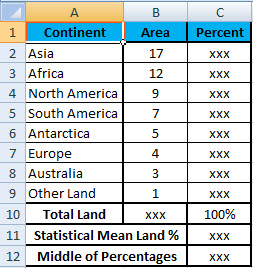 A B C
1 Continent Area Percent
2 Asia 17 xxx
3 Africa 12 xxx
4 North America 9 xxx
5 South America 7 xxx
6 Antarctica 5 xxx
7 Europe 4 xxx
8 Australia 3 xxx
9 Other Land 1 xxx
10 Total Land xxx 100%
11 Statistical Mean Land % xxx
12 Middle of Percentages xxx